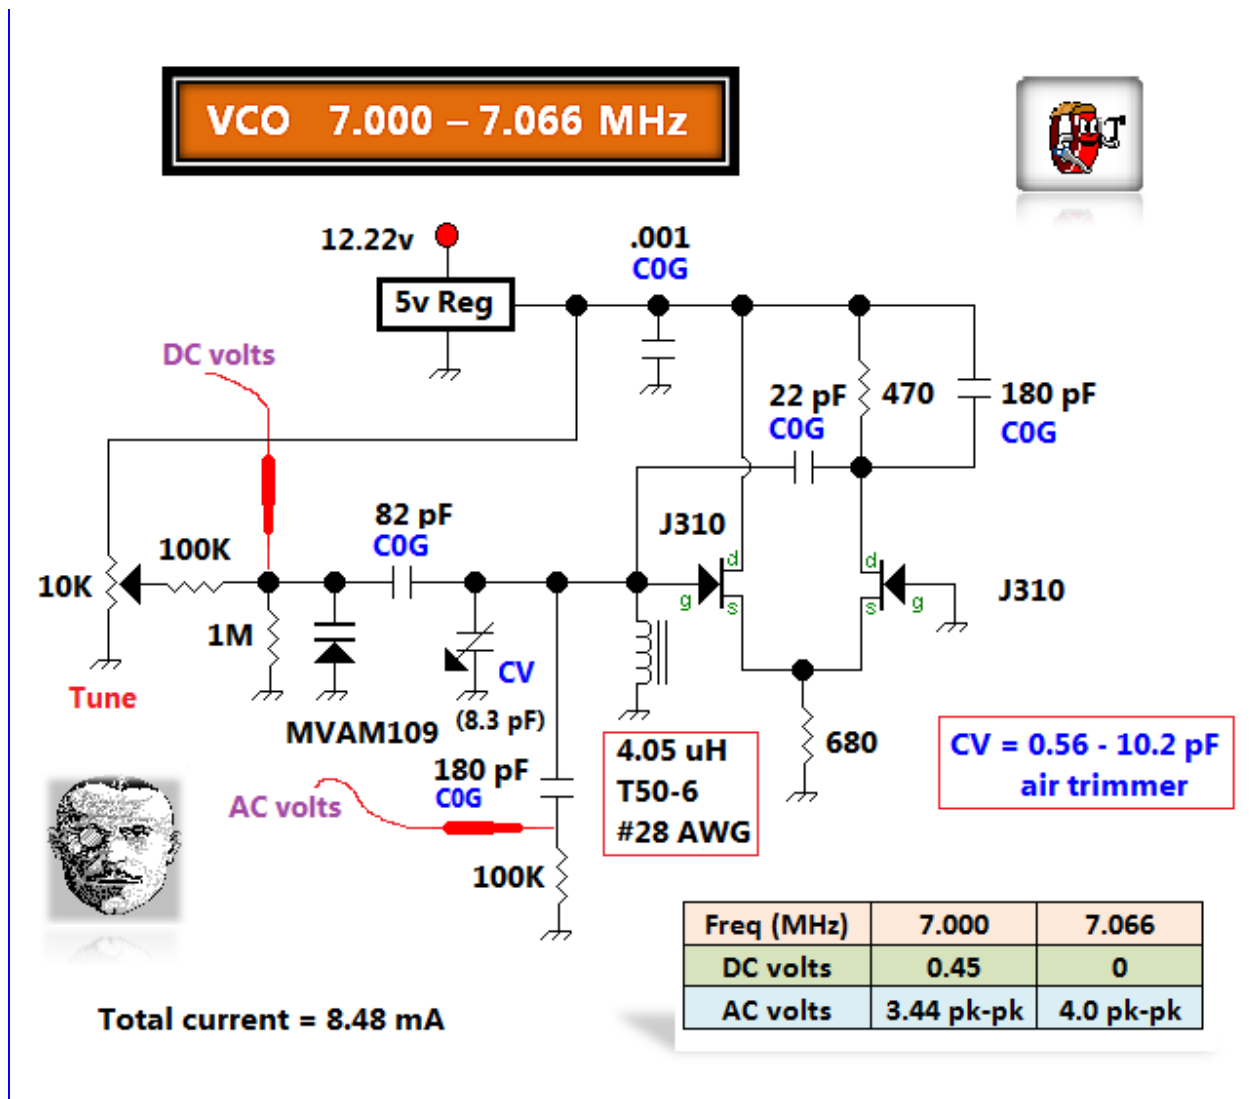 VCO 7.000 – 7.066 MHz
12.22v
.001
C0G
5v Reg
DC volts
22 pF
C0G
470
180 pF
C0G
82 pF
C0G
J310
100K
10K
d
d
g
s
s
g
J310
1M
Tune
CV
(8.3 pF)
MVAM109
680
4.05 uH
T50-6
#28 AWG
CV = 0.56 - 10.2 pF
air trimmer
180 pF
C0G
AC volts
100K
Freq (MHz) 7.000 7.066
DC volts 0.45 0
AC volts 3.44 pk-pk 4.0 pk-pk
Total current = 8.48 mA